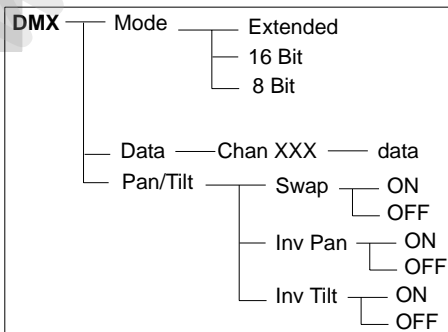 DMX Mode Extended
16 Bit
8 Bit
Data Chan XXX data
Pan/Tilt Swap ON
OFF
Inv Pan ON
OFF
Inv Tilt ON
OFF